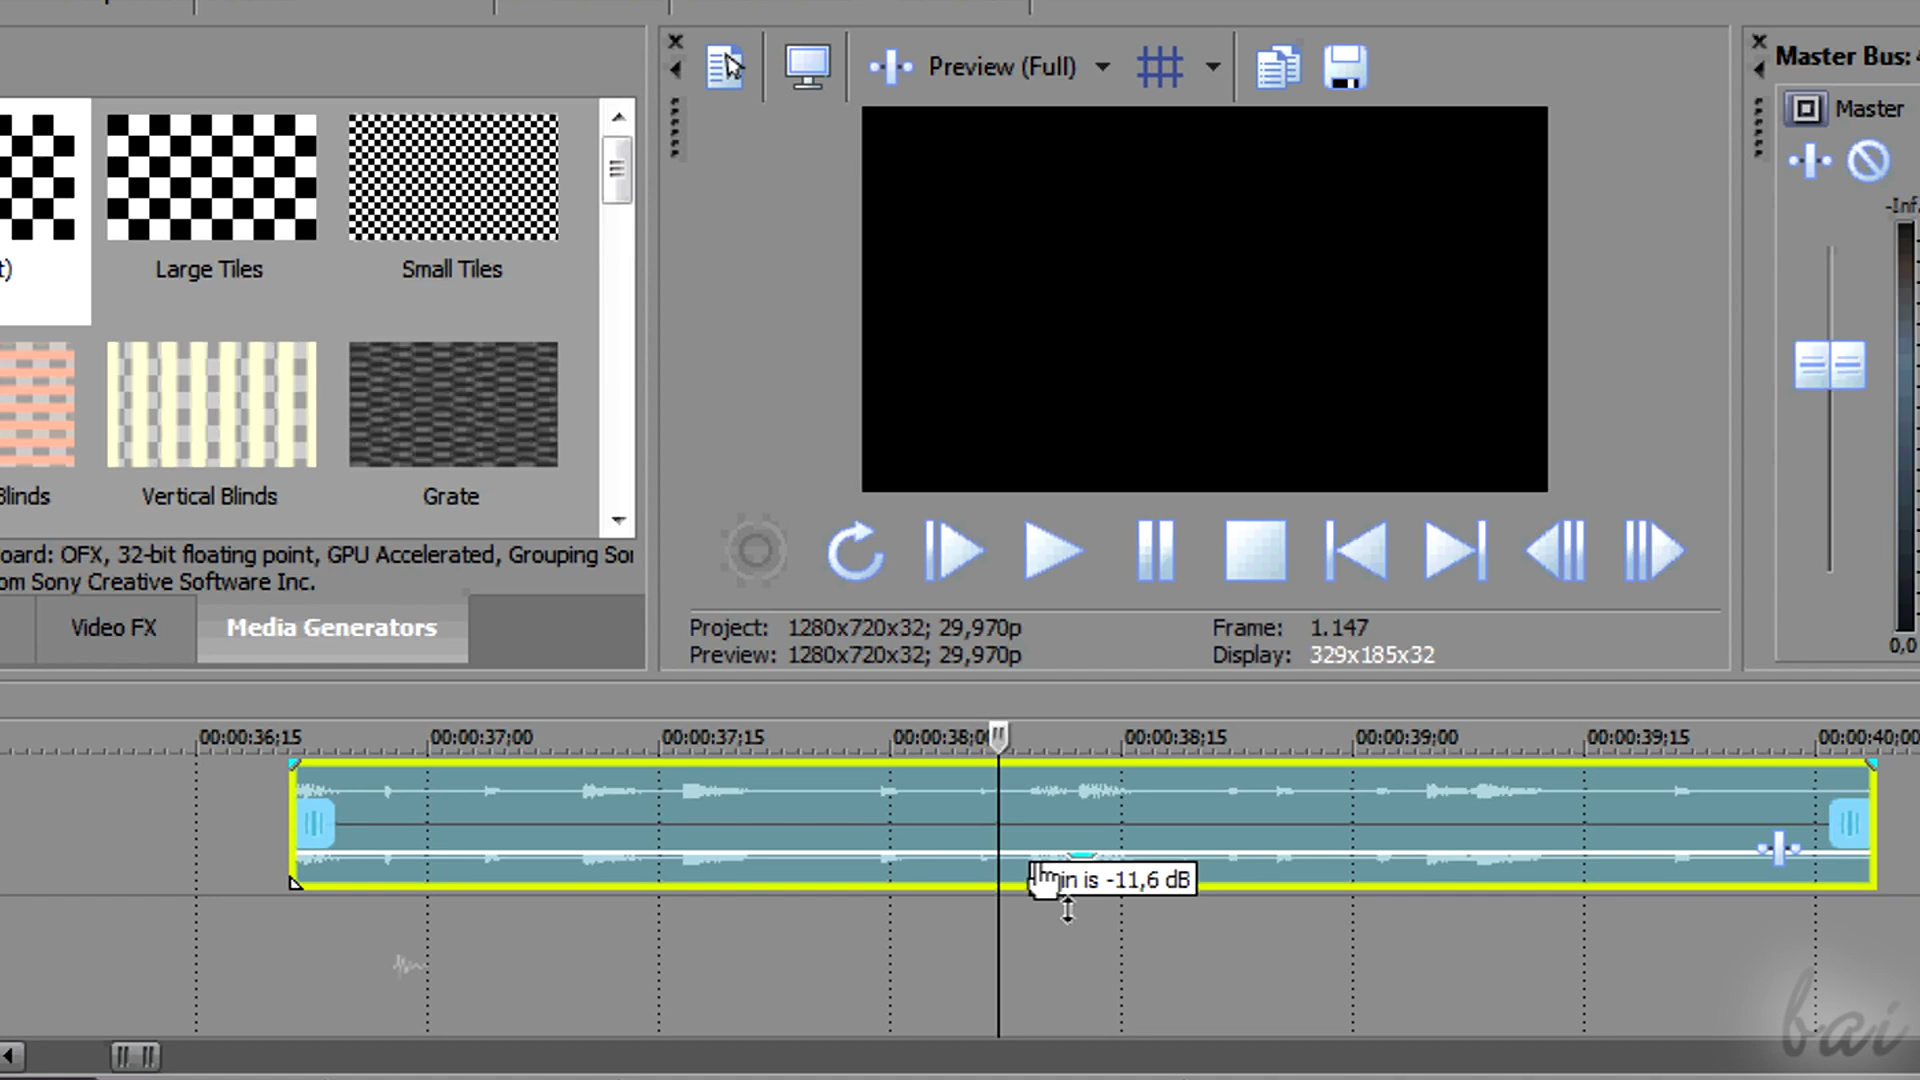 Preview (Full)
Master Bus:
Master
-Inf.
t)
Large Tiles
Small Tiles
Blinds
Vertical Blinds
Grate
oard: OFX, 32-bit floating point, GPU Accelerated, Grouping So
om Sony Creative Software Inc.
Video FX
Media Generators
Project: 1280x720x32; 29,970p
Frame: 1.147
Preview: 1280x720x32; 29,970p
Display: 329x185x32
0,0
00:00:36;15
00:00:37;00
00:00:37;15
00:00:38;0
00:00:38;15
00:00:39;00
00:00:39;15
00:00:40;00
in is -11,6 dB
bai